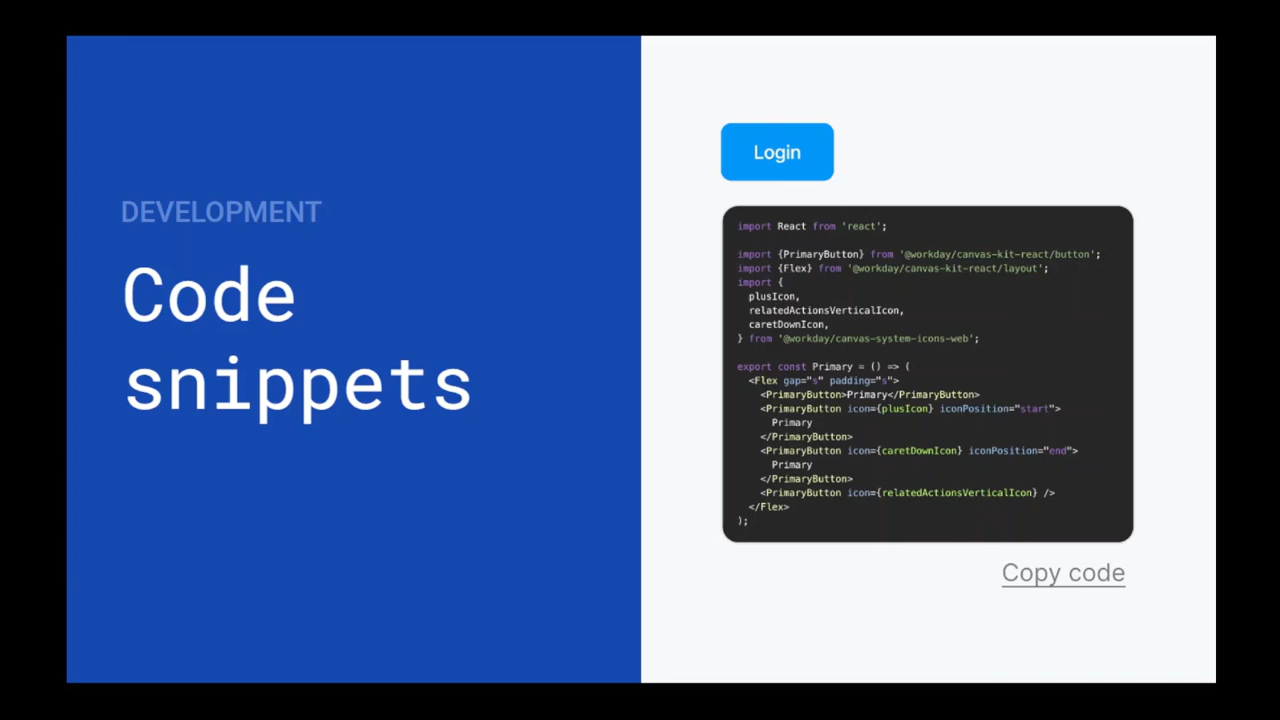 DEVELOPMENT
Code
snippets
Login
import React from 'react';
import {PrimaryButton} from '@workday/canvas-kit-react/button';
import {Flex} from '@workday/canvas-kit-react/layout';
import {
  plusIcon,
  relatedActionsVerticalIcon,
  caretDownIcon,
} from '@workday/canvas-system-icons-web';
export const Primary = () => (
  <Flex gap="s" padding="s">
    <PrimaryButton>Primary</PrimaryButton>
    <PrimaryButton icon={plusIcon} iconPosition="start">
      Primary
    </PrimaryButton>
    <PrimaryButton icon={caretDownIcon} iconPosition="end">
      Primary
    </PrimaryButton>
    <PrimaryButton icon={relatedActionsVerticalIcon} />
  </Flex>
);
Copy code